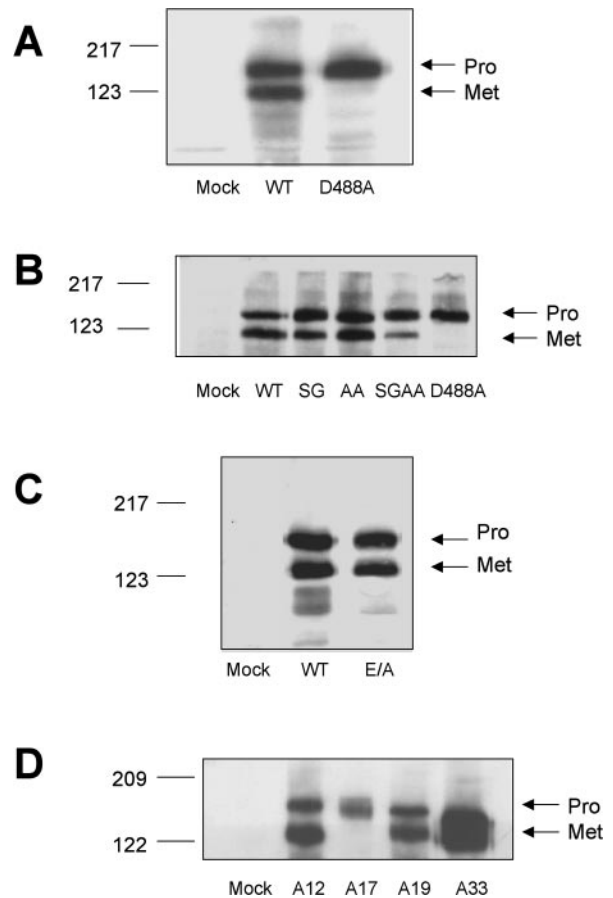 A
217
123
Pro
Met
Mock WT D488A
B
217
123
Pro
Met
Mock WT SG AA SGAA D488A
C
217
123
Pro
Met
Mock WT E/A
D
209
122
Pro
Met
Mock A12 A17 A19 A33